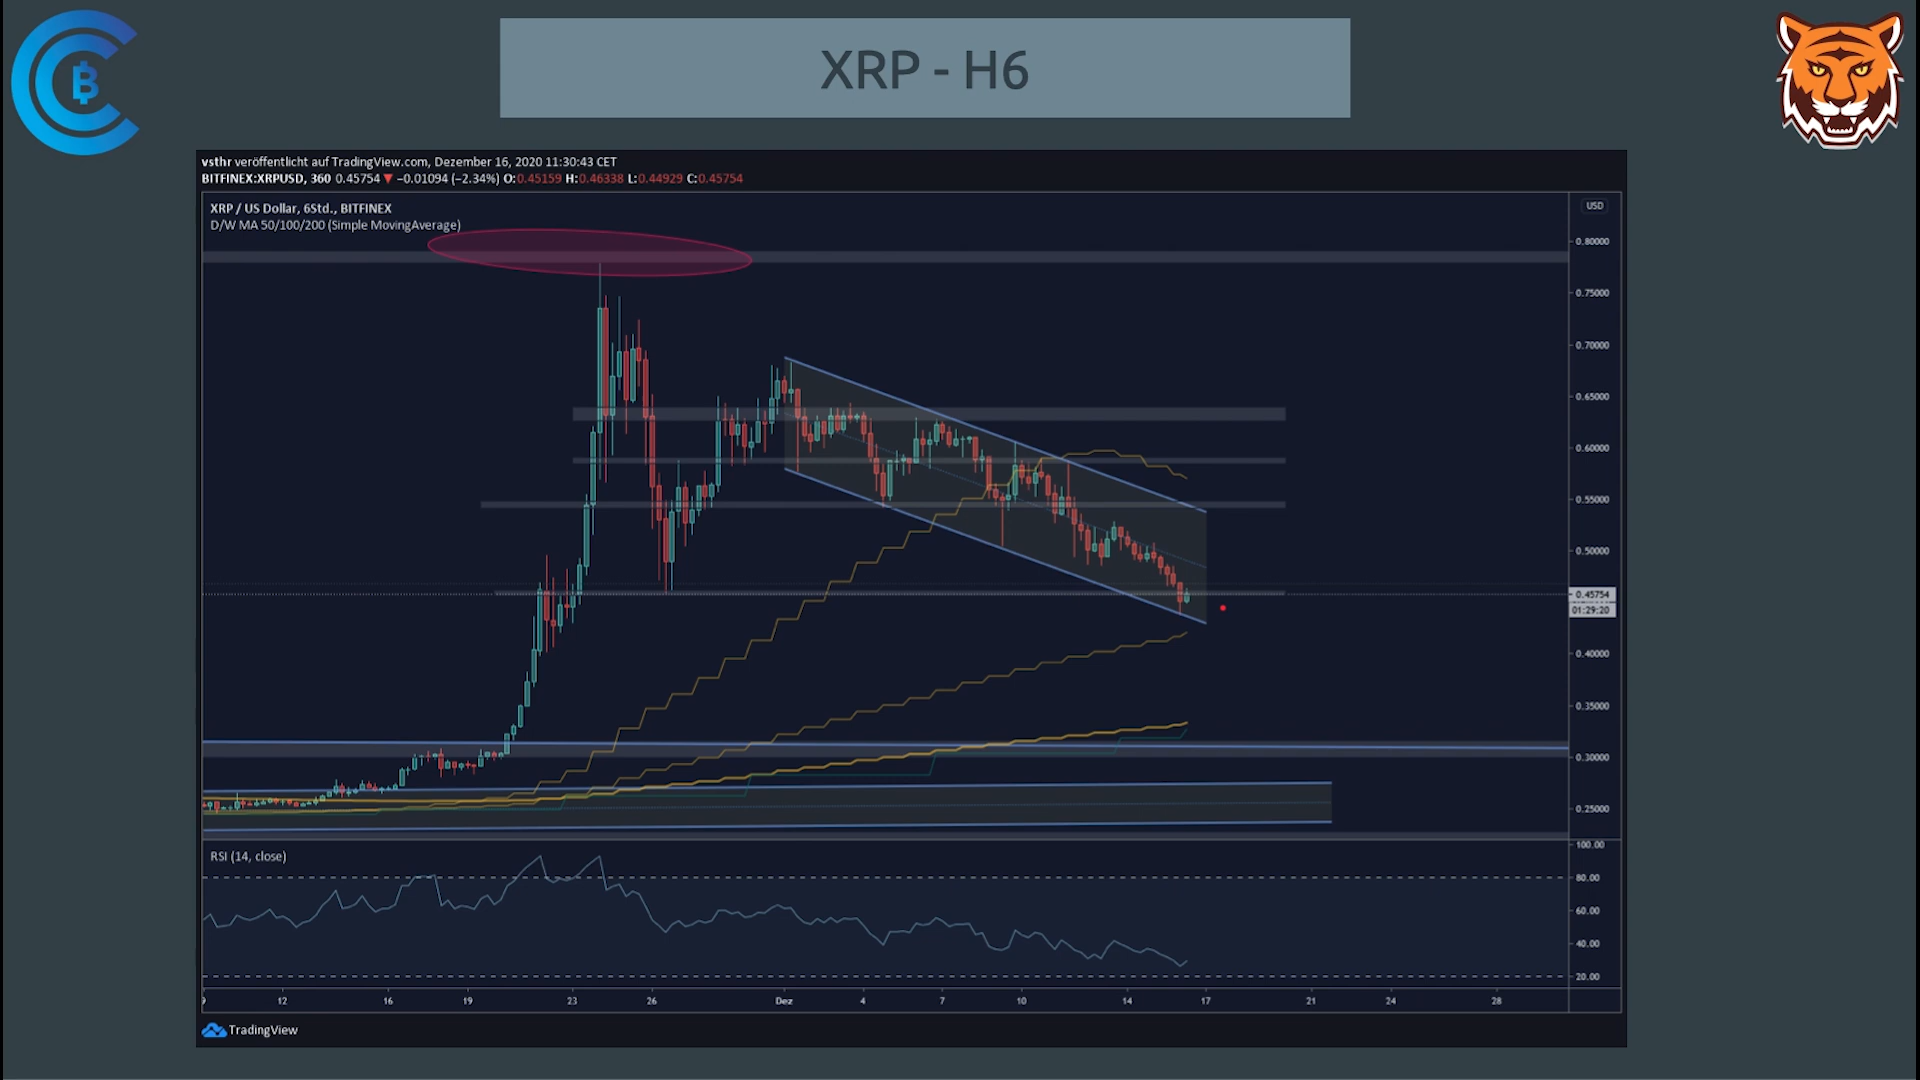 XRP - H6
vsthr veröffentlicht auf TradingView.com, Dezember 16, 2020 11:30:43 CET
BITFINEX:XRPUSD, 360 0.45754 ▼ −0.01094 (−2.34%) O:0.45159 H:0.46338 L:0.44929 C:0.45754
XRP / US Dollar, 6Std., BITFINEX
D/W MA 50/100/200 (Simple MovingAverage)
USD
0.80000
0.75000
0.70000
0.65000
0.60000
0.55000
0.50000
0.45754
01:29:20
0.40000
0.35000
0.30000
0.25000
RSI (14, close)
100.00
80.00
60.00
40.00
20.00
12 16 19 23 26 Dez 4 7 10 14 17 21 24 28
TradingView